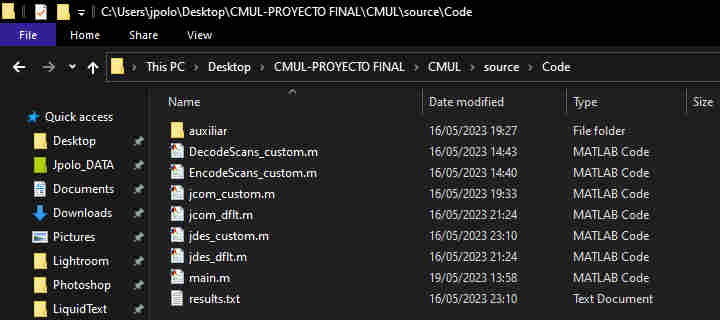 C:\Users\jpolo\Desktop\CMUL-PROYECTO FINAL\CMUL\source\Code
File Home Share View
This PC Desktop CMUL-PROYECTO FINAL CMUL source Code
Name Date modified Type Size
Quick access
Desktop
Jpolo_DATA
Documents
Downloads
Pictures
Lightroom
Photoshop
LiquidText
auxiliar 16/05/2023 19:27 File folder
DecodeScans_custom.m 16/05/2023 14:43 MATLAB Code
EncodeScans_custom.m 16/05/2023 14:40 MATLAB Code
jcom_custom.m 16/05/2023 19:33 MATLAB Code
jcom_dflt.m 16/05/2023 21:24 MATLAB Code
jdes_custom.m 16/05/2023 23:10 MATLAB Code
jdes_dflt.m 16/05/2023 21:24 MATLAB Code
main.m 19/05/2023 13:58 MATLAB Code
results.txt 16/05/2023 23:10 Text Document